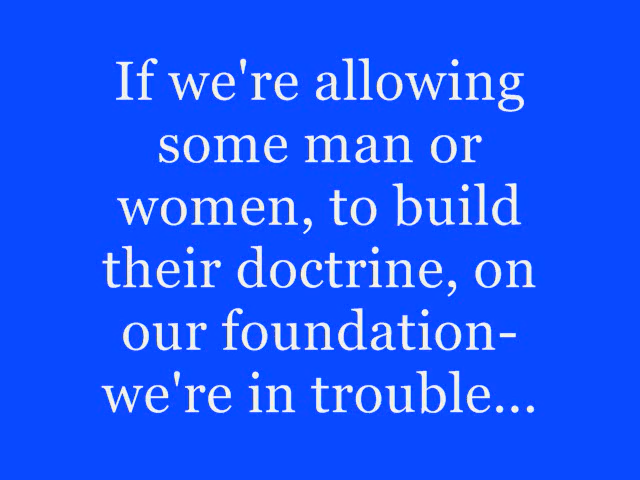 If we're allowing
some man or
women, to build
their doctrine, on
our foundation-
we're in trouble...